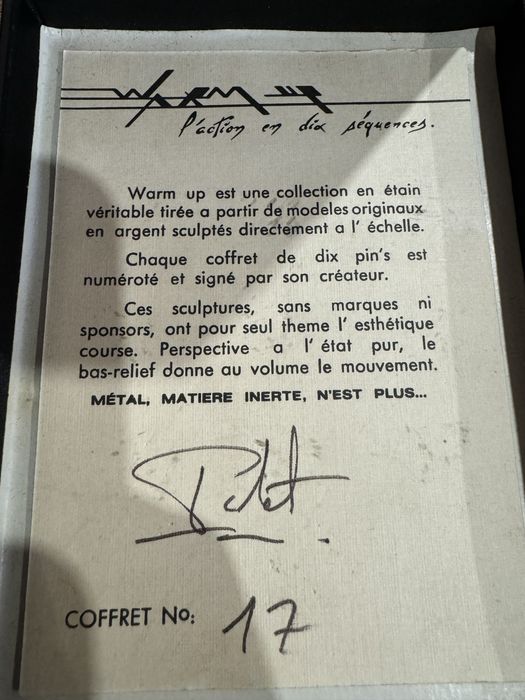 WARM UP
l'action en dix séquences.
Warm up est une collection en étain
véritable tirée a partir de modeles originaux
en argent sculptés directement a l' échelle.
Chaque coffret de dix pin's est
numéroté et signé par son créateur.
Ces sculptures, sans marques ni
sponsors, ont pour seul theme l' esthétique
course. Perspective a l' état pur, le
bas-relief donne au volume le mouvement.
MÉTAL, MATIERE INERTE, N'EST PLUS...
COFFRET No: 17